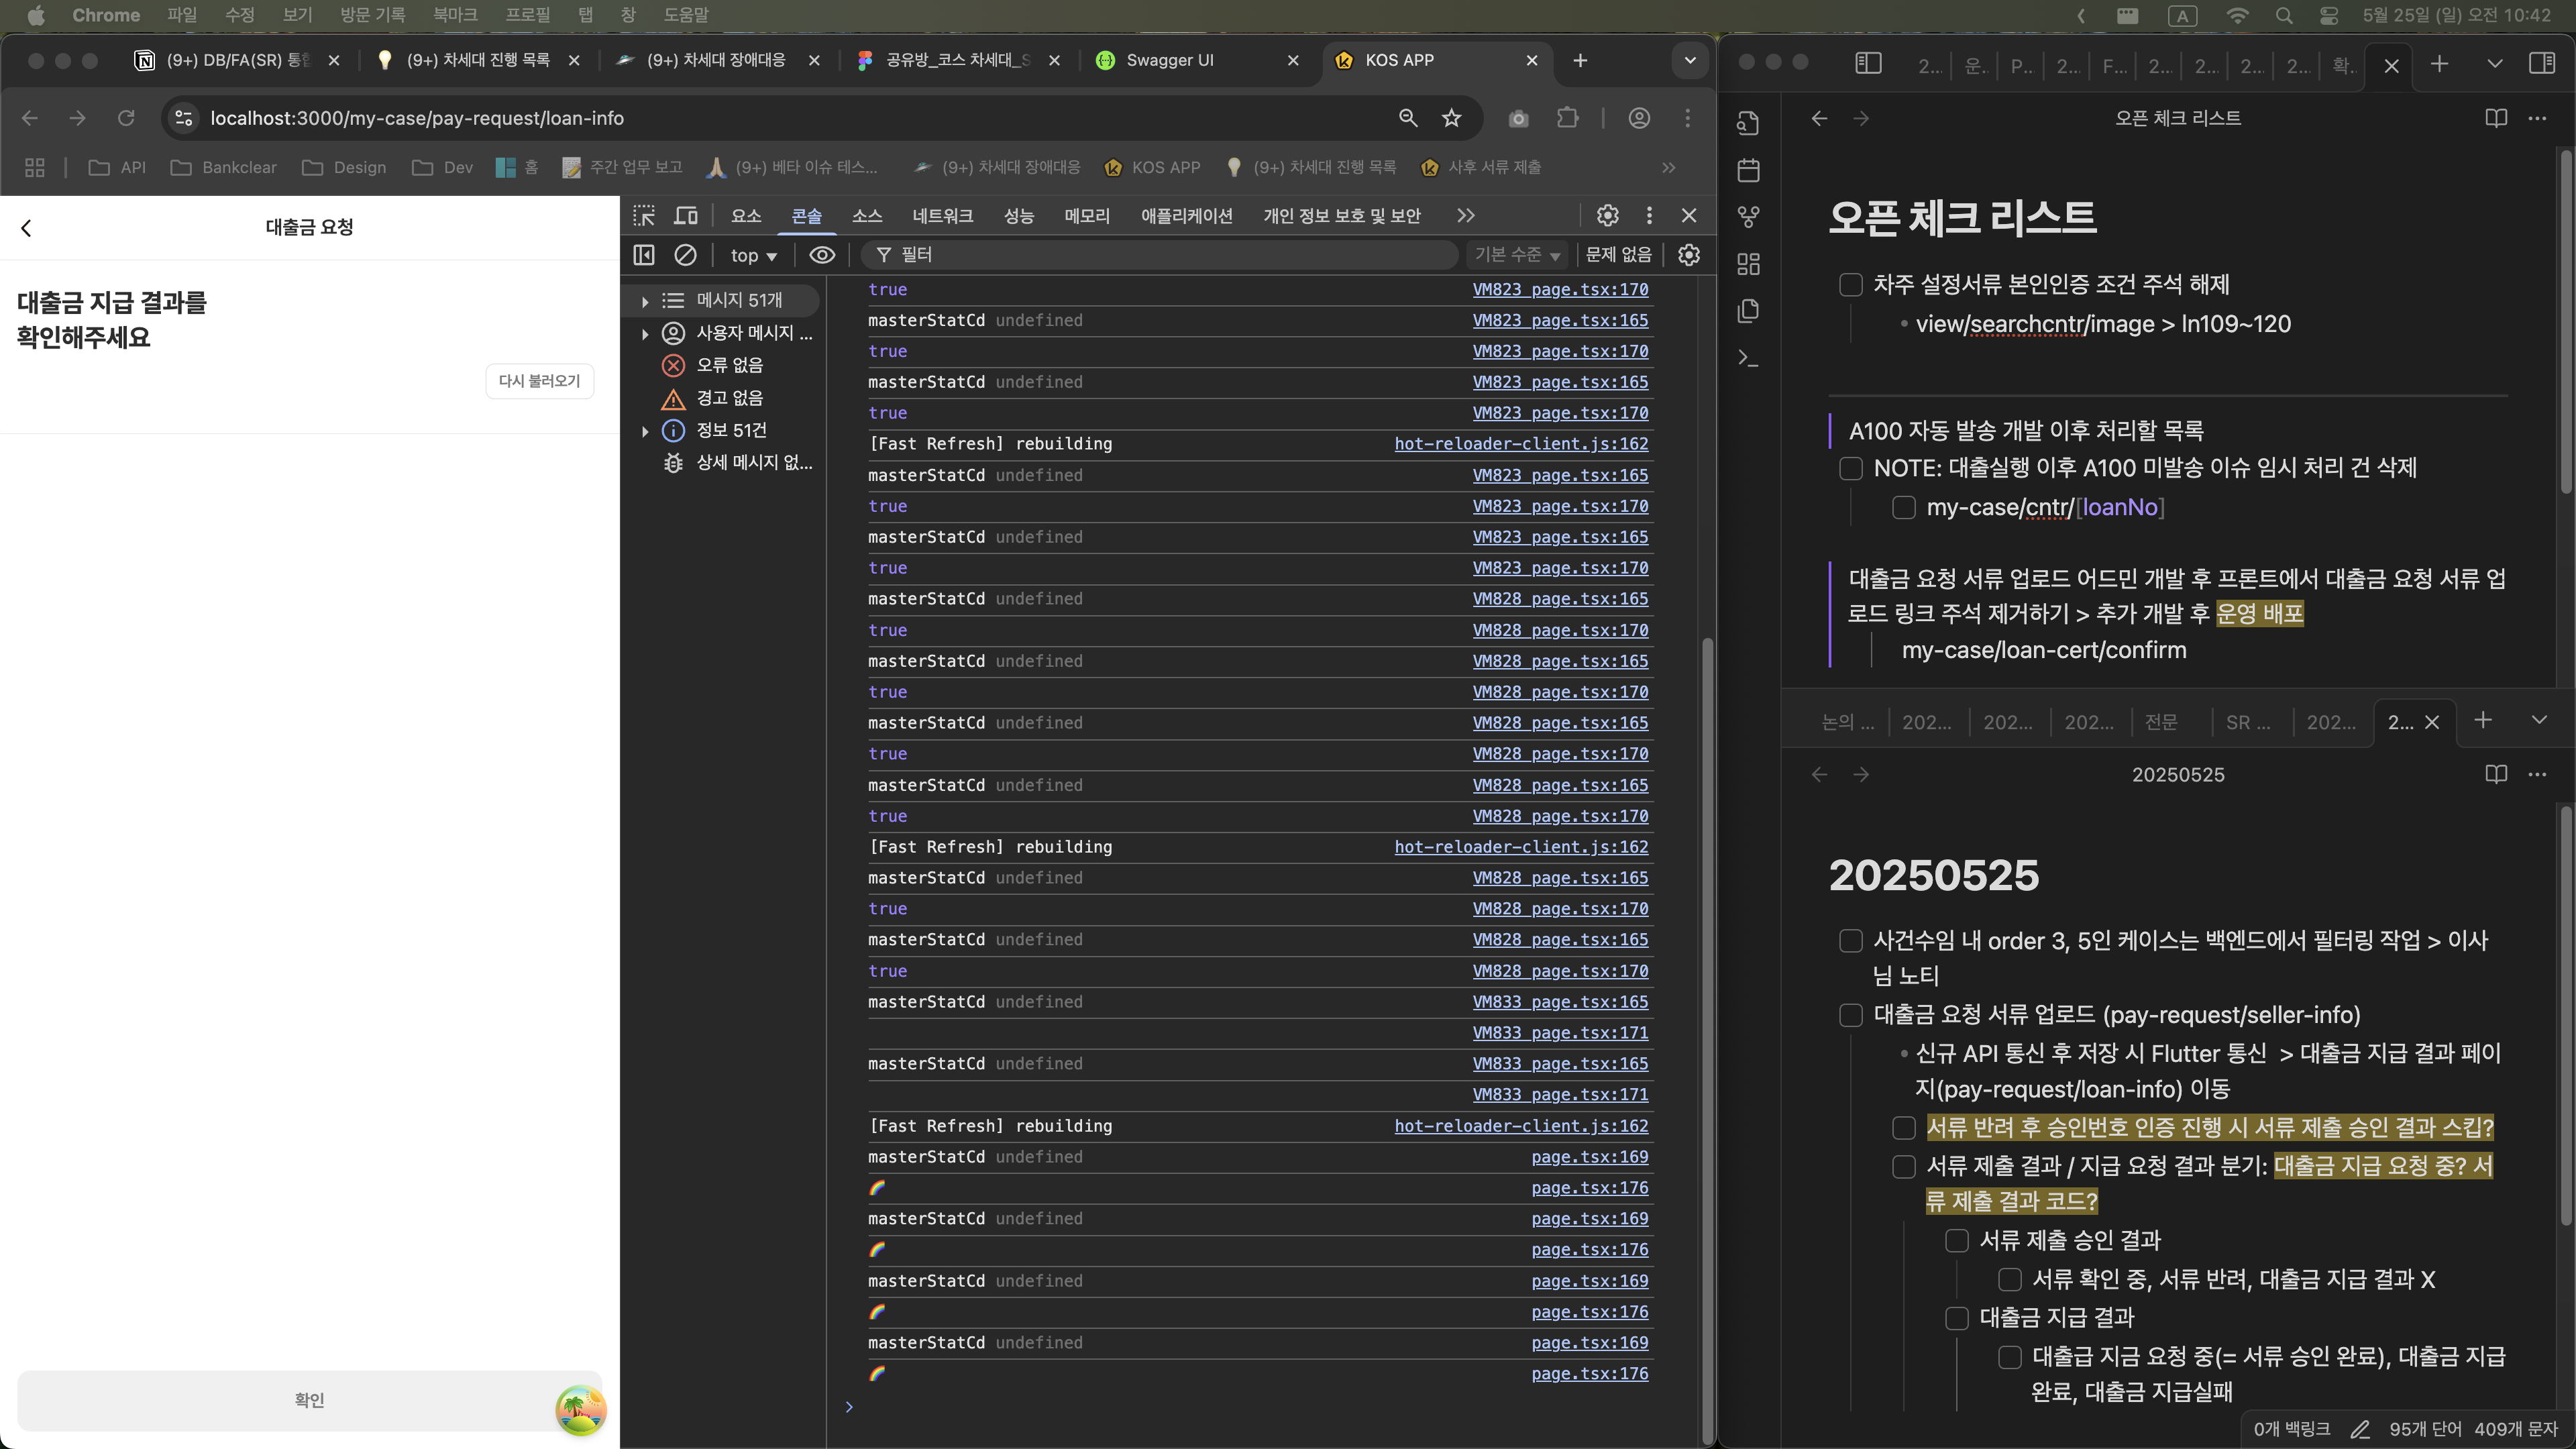 Chrome 파일 수정 보기 방문 기록 북마크 프로필 탭 창 도움말 A 5월 25일 (일) 오전 10:42
(9+) DB/FA(SR) 통합
(9+) 차세대 진행 목록
(9+) 차세대 장애대응
공유방_코스 차세대_S
Swagger UI
KOS APP
localhost:3000/my-case/pay-request/loan-info
API Bankclear Design Dev 홈 주간 업무 보고 (9+) 베타 이슈 테스... (9+) 차세대 장애대응 KOS APP (9+) 차세대 진행 목록 사후 서류 제출
대출금 요청
대출금 지급 결과를
확인해주세요
다시 불러오기
확인
요소 콘솔 소스 네트워크 성능 메모리 애플리케이션 개인 정보 보호 및 보안
top 필터 기본 수준 문제 없음
메시지 51개
사용자 메시지 ...
오류 없음
경고 없음
정보 51건
상세 메시지 없...
true VM823 page.tsx:170
masterStatCd undefined VM823 page.tsx:165
true VM823 page.tsx:170
masterStatCd undefined VM823 page.tsx:165
true VM823 page.tsx:170
[Fast Refresh] rebuilding hot-reloader-client.js:162
masterStatCd undefined VM823 page.tsx:165
true VM823 page.tsx:170
masterStatCd undefined VM823 page.tsx:165
true VM823 page.tsx:170
masterStatCd undefined VM828 page.tsx:165
true VM828 page.tsx:170
masterStatCd undefined VM828 page.tsx:165
true VM828 page.tsx:170
masterStatCd undefined VM828 page.tsx:165
true VM828 page.tsx:170
masterStatCd undefined VM828 page.tsx:165
true VM828 page.tsx:170
[Fast Refresh] rebuilding hot-reloader-client.js:162
masterStatCd undefined VM828 page.tsx:165
true VM828 page.tsx:170
masterStatCd undefined VM828 page.tsx:165
true VM828 page.tsx:170
masterStatCd undefined VM833 page.tsx:165
VM833 page.tsx:171
masterStatCd undefined VM833 page.tsx:165
VM833 page.tsx:171
[Fast Refresh] rebuilding hot-reloader-client.js:162
masterStatCd undefined page.tsx:169
🌈 page.tsx:176
masterStatCd undefined page.tsx:169
🌈 page.tsx:176
masterStatCd undefined page.tsx:169
🌈 page.tsx:176
masterStatCd undefined page.tsx:169
🌈 page.tsx:176
2... 운.. P... 2... F... 2... 2... 2... 2... 확..
오픈 체크 리스트
오픈 체크 리스트
차주 설정서류 본인인증 조건 주석 해제
• view/searchcntr/image > ln109~120
A100 자동 발송 개발 이후 처리할 목록
NOTE: 대출실행 이후 A100 미발송 이슈 임시 처리 건 삭제
my-case/cntr/[loanNo]
대출금 요청 서류 업로드 어드민 개발 후 프론트에서 대출금 요청 서류 업
로드 링크 주석 제거하기 > 추가 개발 후 운영 배포
my-case/loan-cert/confirm
논의 ... 202... 202... 202... 전문 SR ... 202... 2...
20250525
20250525
사건수임 내 order 3, 5인 케이스는 백엔드에서 필터링 작업 > 이사
님 노티
대출금 요청 서류 업로드 (pay-request/seller-info)
• 신규 API 통신 후 저장 시 Flutter 통신 > 대출금 지급 결과 페이
지(pay-request/loan-info) 이동
서류 반려 후 승인번호 인증 진행 시 서류 제출 승인 결과 스킵?
서류 제출 결과 / 지급 요청 결과 분기: 대출금 지급 요청 중? 서
류 제출 결과 코드?
서류 제출 승인 결과
서류 확인 중, 서류 반려, 대출금 지급 결과 X
대출금 지급 결과
대출급 지금 요청 중(= 서류 승인 완료), 대출금 지급
완료, 대출금 지급실패
0개 백링크 95개 단어 409개 문자